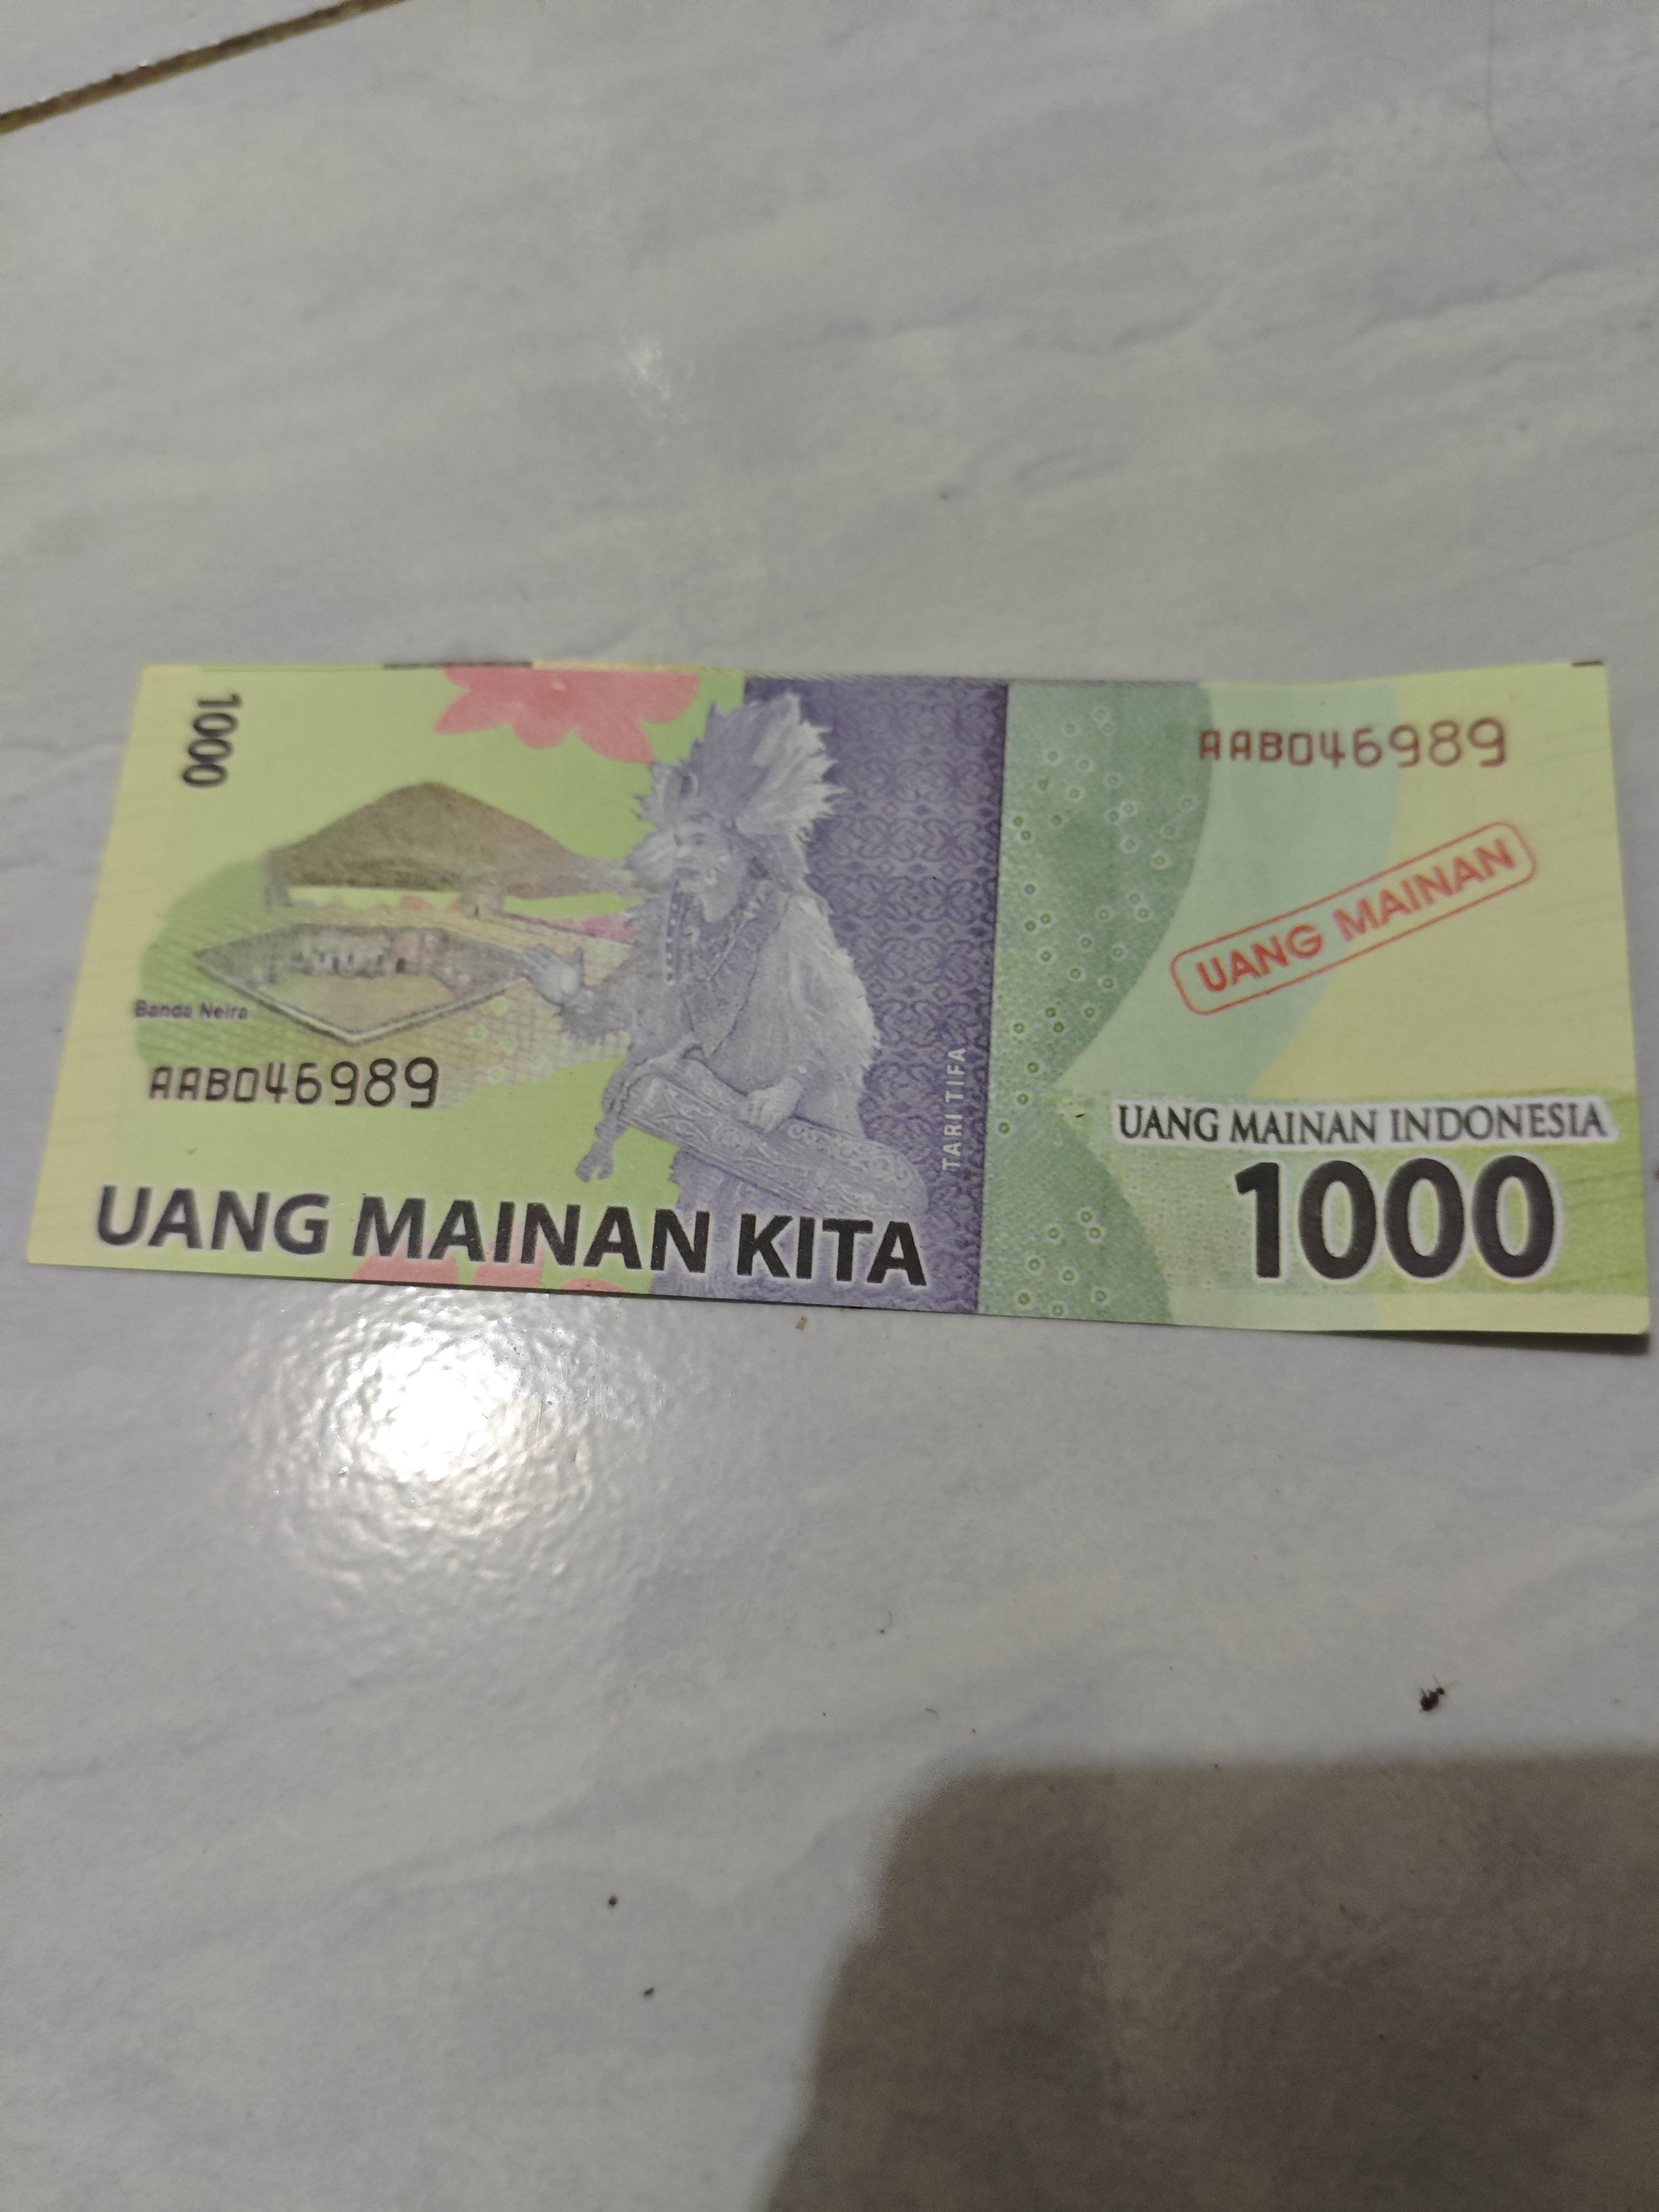 1000
AAB046989
UANG MAINAN
Banda Neira
AAB046989
TARI TIFA
UANG MAINAN INDONESIA
1000
UANG MAINAN KITA